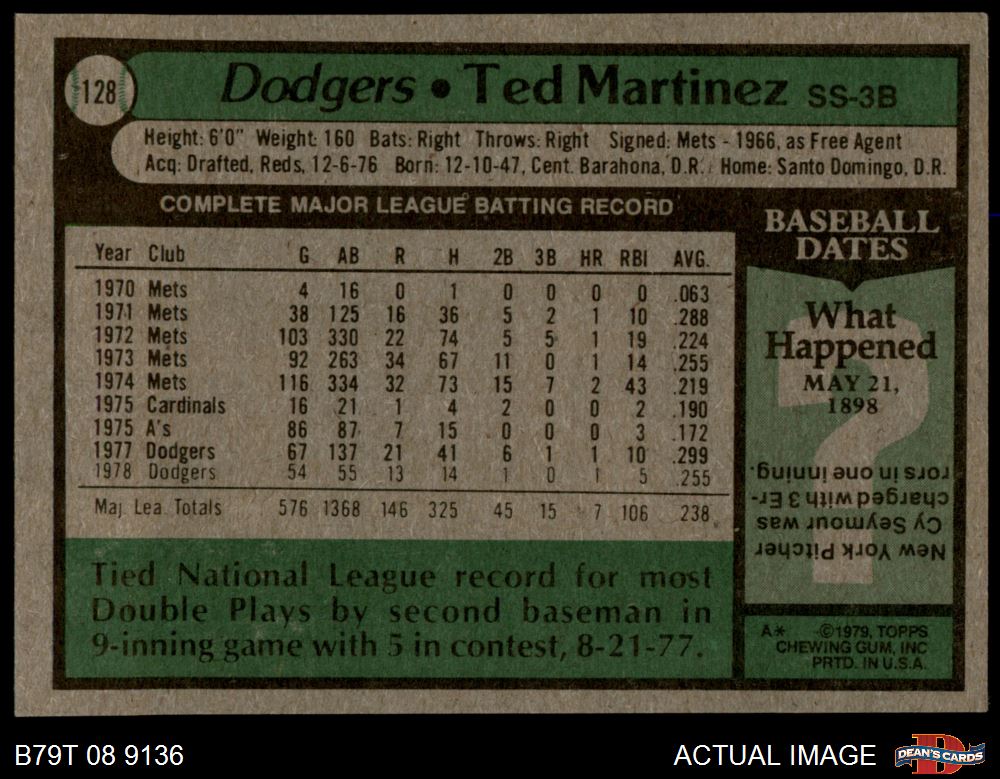 128
Dodgers • Ted Martinez SS-3B
Height: 6'0" Weight: 160 Bats: Right Throws: Right Signed: Mets - 1966, as Free Agent
Acq: Drafted, Reds, 12-6-76 Born: 12-10-47, Cent. Barahona, D.R. Home: Santo Domingo, D.R.
COMPLETE MAJOR LEAGUE BATTING RECORD
Year Club G AB R H 2B 3B HR RBI AVG.
1970 Mets 4 16 0 1 0 0 0 0 .063
1971 Mets 38 125 16 36 5 2 1 10 .288
1972 Mets 103 330 22 74 5 5 1 19 .224
1973 Mets 92 263 34 67 11 0 1 14 .255
1974 Mets 116 334 32 73 15 7 2 43 .219
1975 Cardinals 16 21 1 4 2 0 0 2 .190
1975 A's 86 87 7 15 0 0 0 3 .172
1977 Dodgers 67 137 21 41 6 1 1 10 .299
1978 Dodgers 54 55 13 14 1 0 1 5 .255
Maj. Lea. Totals 576 1368 146 325 45 15 7 106 .238
Tied National League record for most
Double Plays by second baseman in
9-inning game with 5 in contest, 8-21-77.
BASEBALL
DATES
What
Happened
MAY 21,
1898
?
New York Pitcher
Cy Seymour was
charged with 3 Er-
rors in one inning.
A* ©1979, TOPPS
CHEWING GUM, INC
PRTD. IN U.S.A.
B79T 08 9136
ACTUAL IMAGE
DEAN'S CARDS